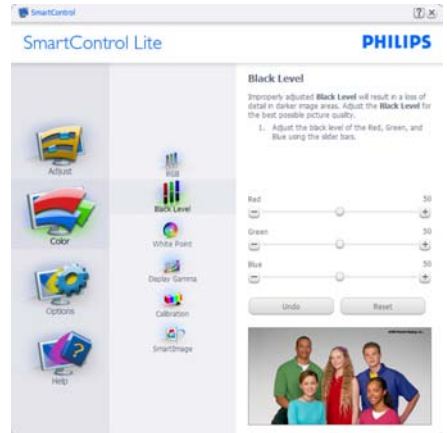 SmartControl
SmartControl Lite
PHILIPS
Adjust
Color
Options
Help
RGB
Black Level
White Point
Display Gamma
Calibration
SmartImage
Black Level
Improperly adjusted Black Level will result in a loss of
detail in darker image areas. Adjust the Black Level for
the best possible picture quality.
1. Adjust the black level of the Red, Green, and
Blue using the slider bars.
Red 50
Green 50
Blue 50
Undo Reset